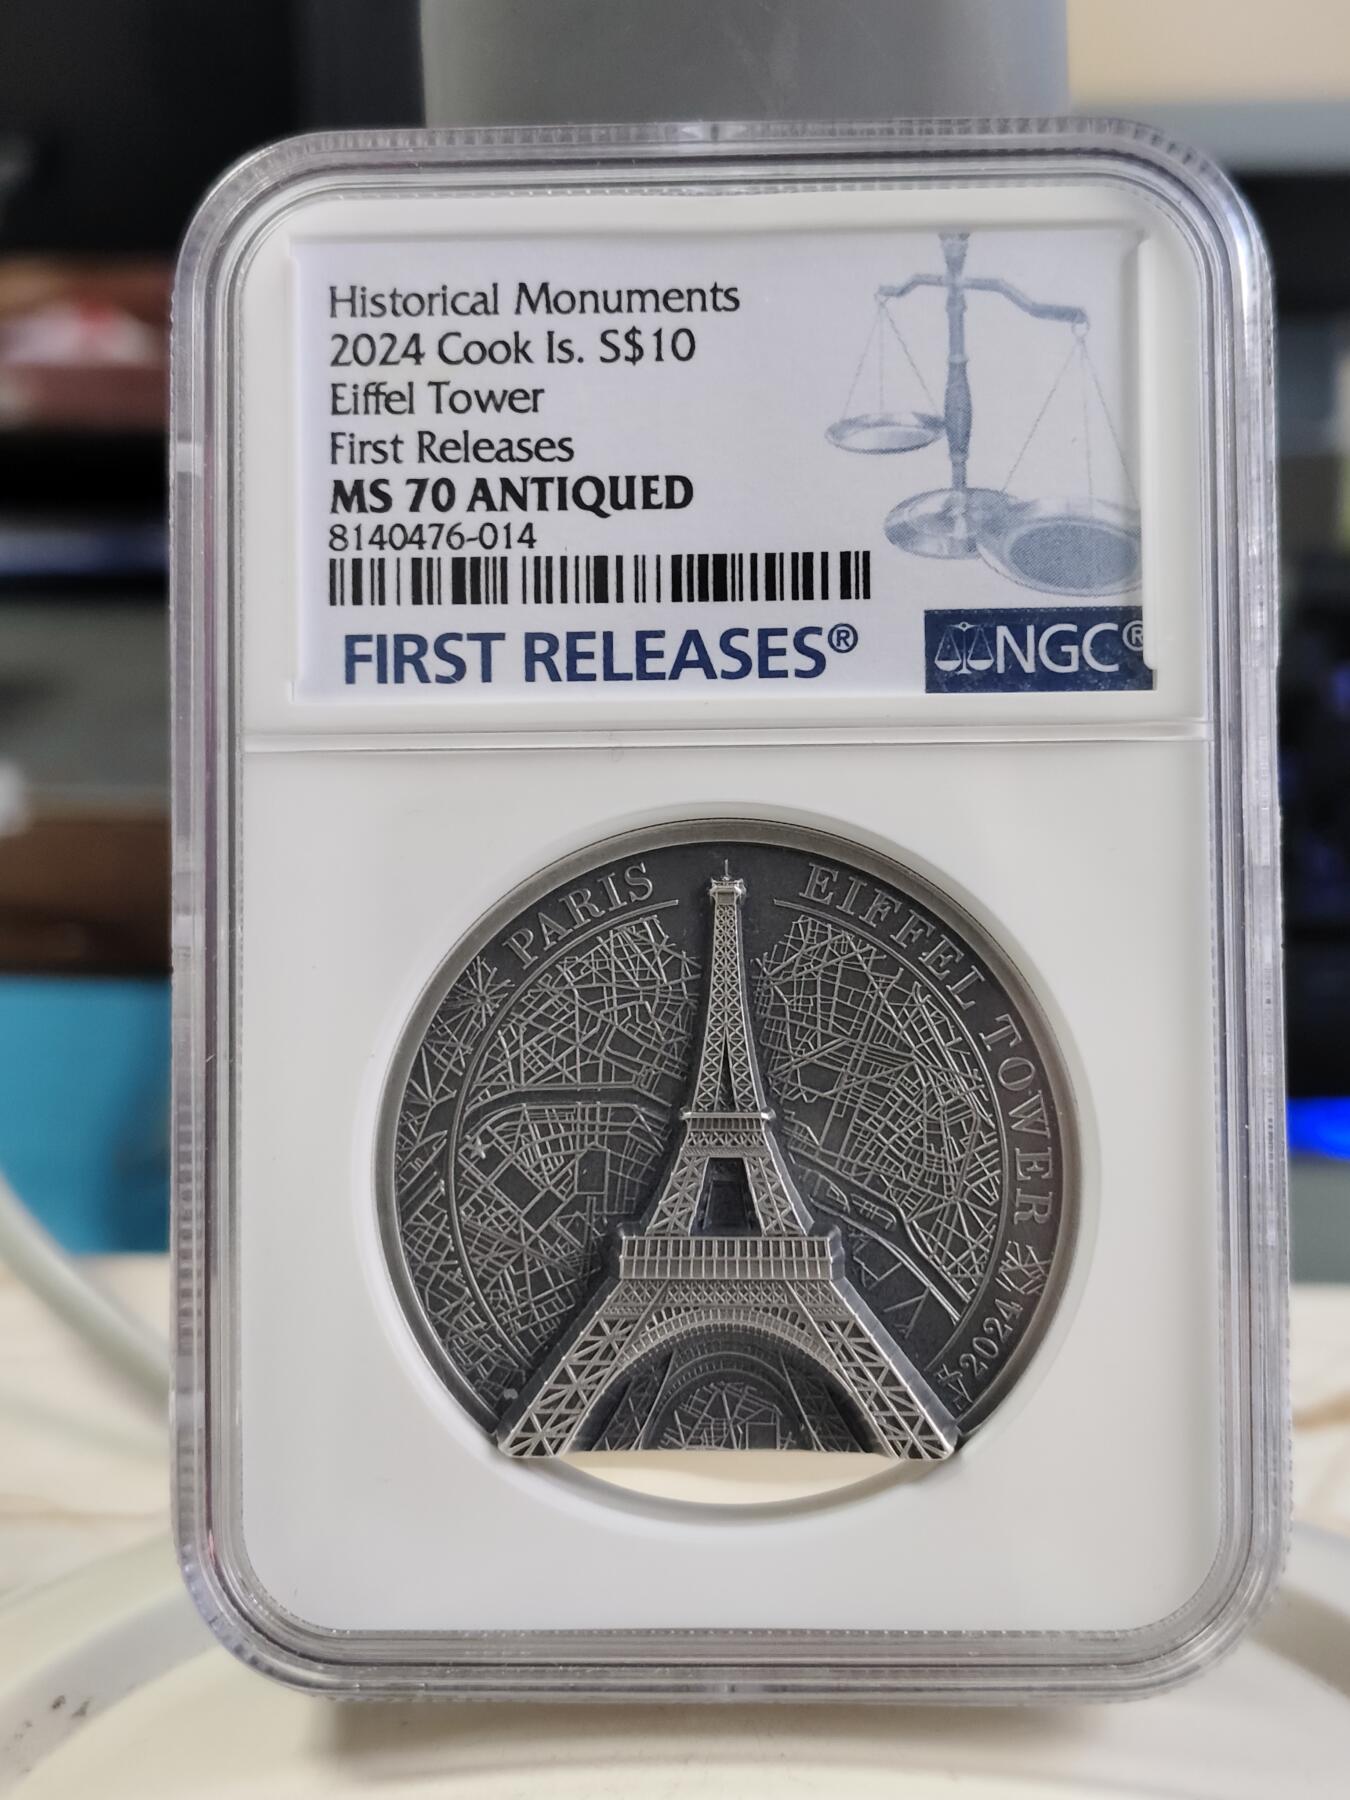 Historical Monuments
2024 Cook Is. S$10
Eiffel Tower
First Releases
MS 70 ANTIQUED
8140476-014
FIRST RELEASES®
NGC®
PARIS
EIFFEL TOWER
2024